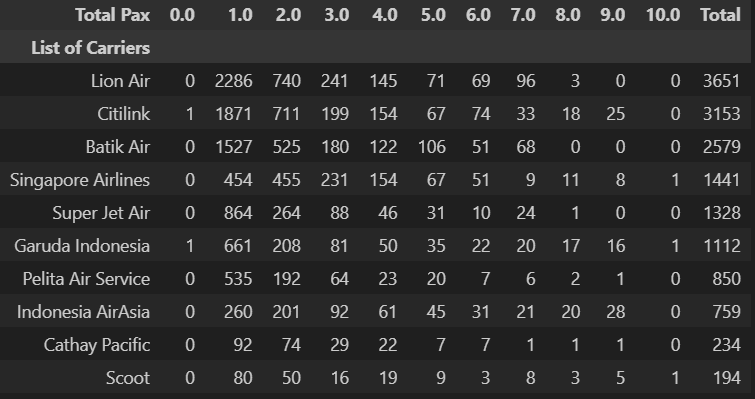 Total Pax 0.0 1.0 2.0 3.0 4.0 5.0 6.0 7.0 8.0 9.0 10.0 Total
List of Carriers
Lion Air 0 2286 740 241 145 71 69 96 3 0 0 3651
Citilink 1 1871 711 199 154 67 74 33 18 25 0 3153
Batik Air 0 1527 525 180 122 106 51 68 0 0 0 2579
Singapore Airlines 0 454 455 231 154 67 51 9 11 8 1 1441
Super Jet Air 0 864 264 88 46 31 10 24 1 0 0 1328
Garuda Indonesia 1 661 208 81 50 35 22 20 17 16 1 1112
Pelita Air Service 0 535 192 64 23 20 7 6 2 1 0 850
Indonesia AirAsia 0 260 201 92 61 45 31 21 20 28 0 759
Cathay Pacific 0 92 74 29 22 7 7 1 1 1 0 234
Scoot 0 80 50 16 19 9 3 8 3 5 1 194